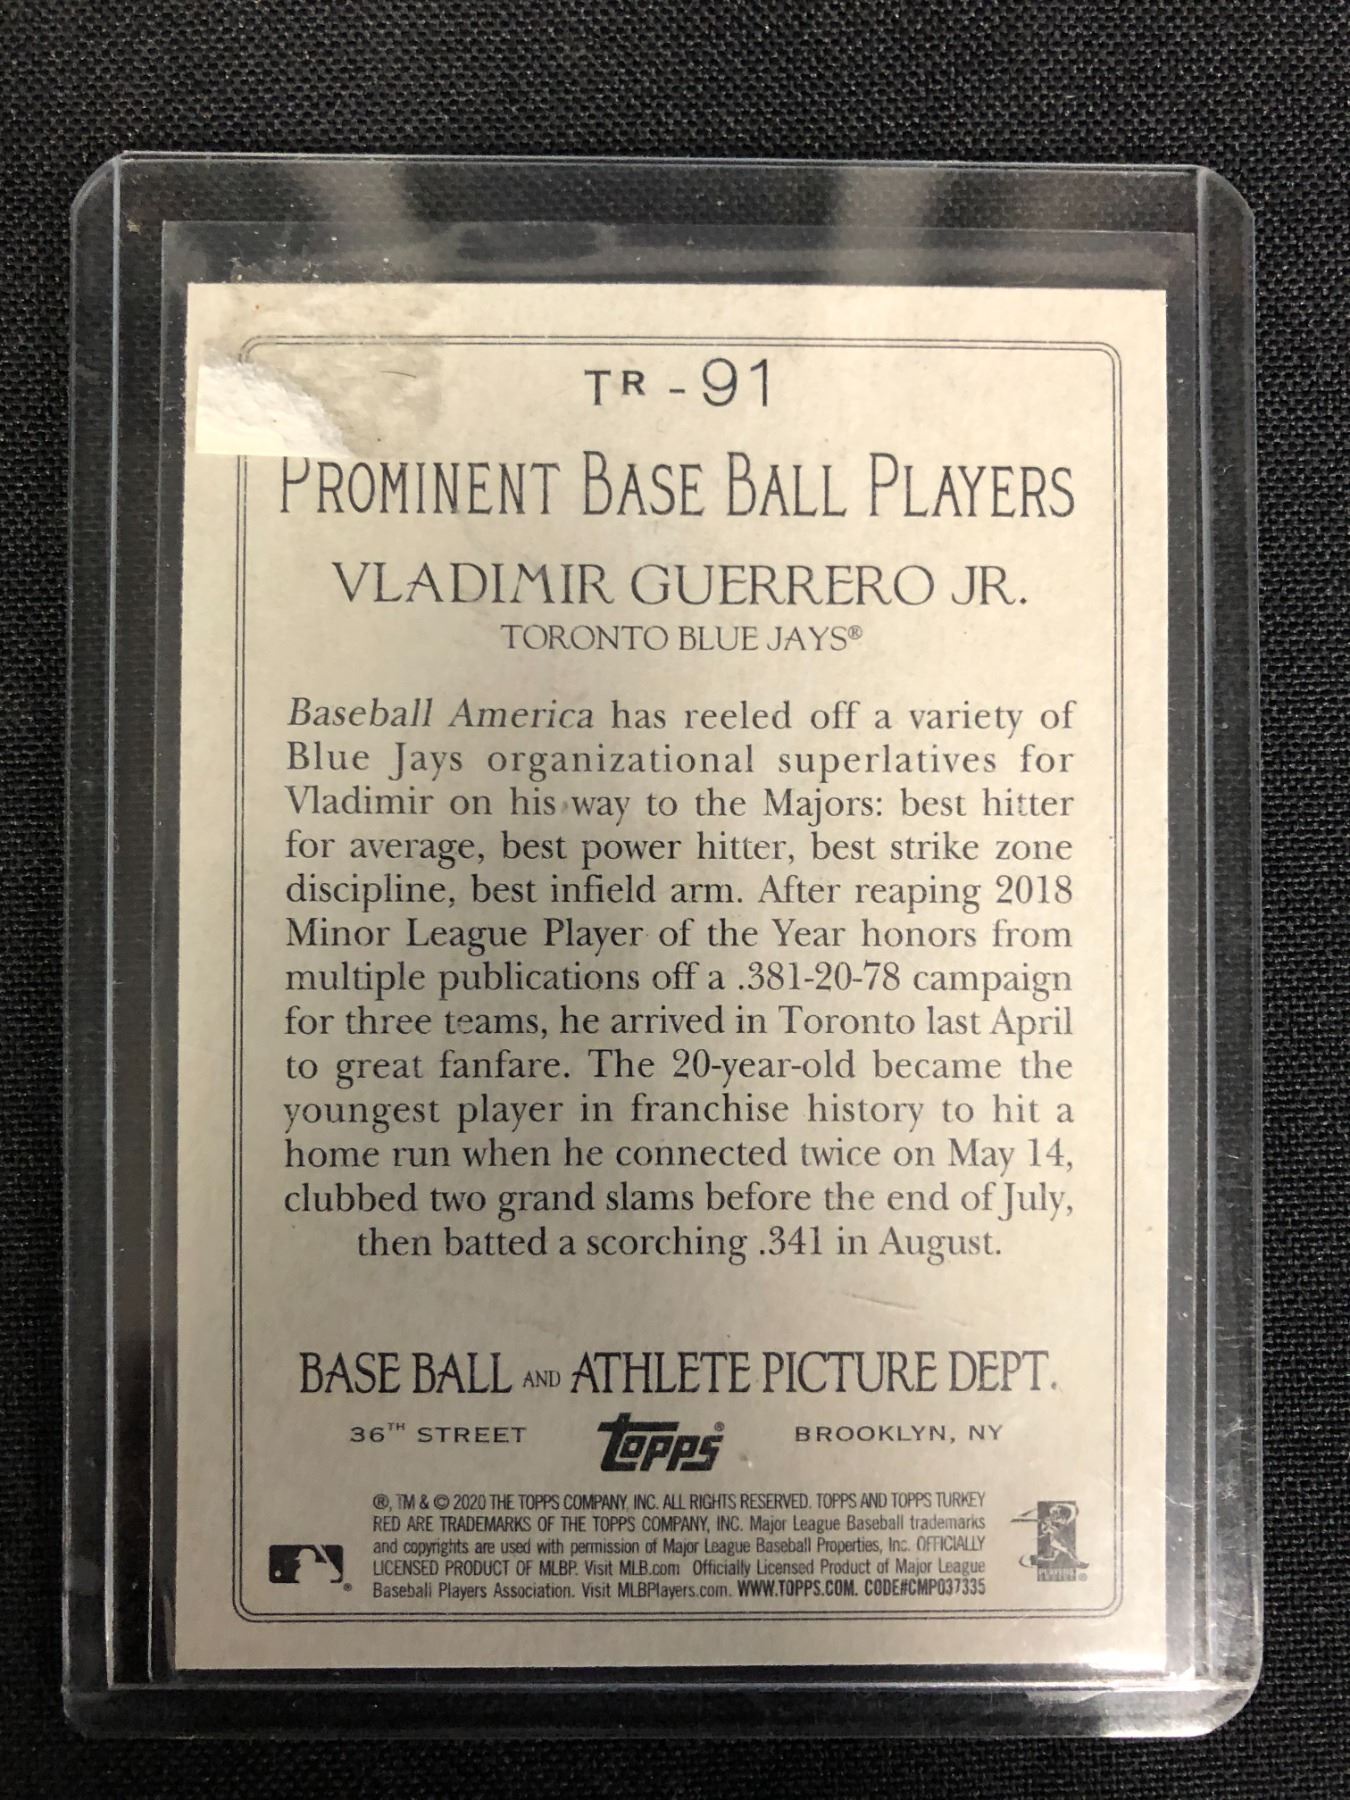 TR - 91
PROMINENT BASE BALL PLAYERS
VLADIMIR GUERRERO JR.
TORONTO BLUE JAYS®
Baseball America has reeled off a variety of
Blue Jays organizational superlatives for
Vladimir on his way to the Majors: best hitter
for average, best power hitter, best strike zone
discipline, best infield arm. After reaping 2018
Minor League Player of the Year honors from
multiple publications off a .381-20-78 campaign
for three teams, he arrived in Toronto last April
to great fanfare. The 20-year-old became the
youngest player in franchise history to hit a
home run when he connected twice on May 14,
clubbed two grand slams before the end of July,
then batted a scorching .341 in August.
BASE BALL AND ATHLETE PICTURE DEPT.
36TH STREET topps® BROOKLYN, NY
®, TM & © 2020 THE TOPPS COMPANY, INC. ALL RIGHTS RESERVED. TOPPS AND TOPPS TURKEY
RED ARE TRADEMARKS OF THE TOPPS COMPANY, INC. Major League Baseball trademarks
and copyrights are used with permission of Major League Baseball Properties, Inc. OFFICIALLY
LICENSED PRODUCT OF MLBP. Visit MLB.com Officially Licensed Product of Major League
Baseball Players Association. Visit MLBPlayers.com. WWW.TOPPS.COM. CODE#CMP037335